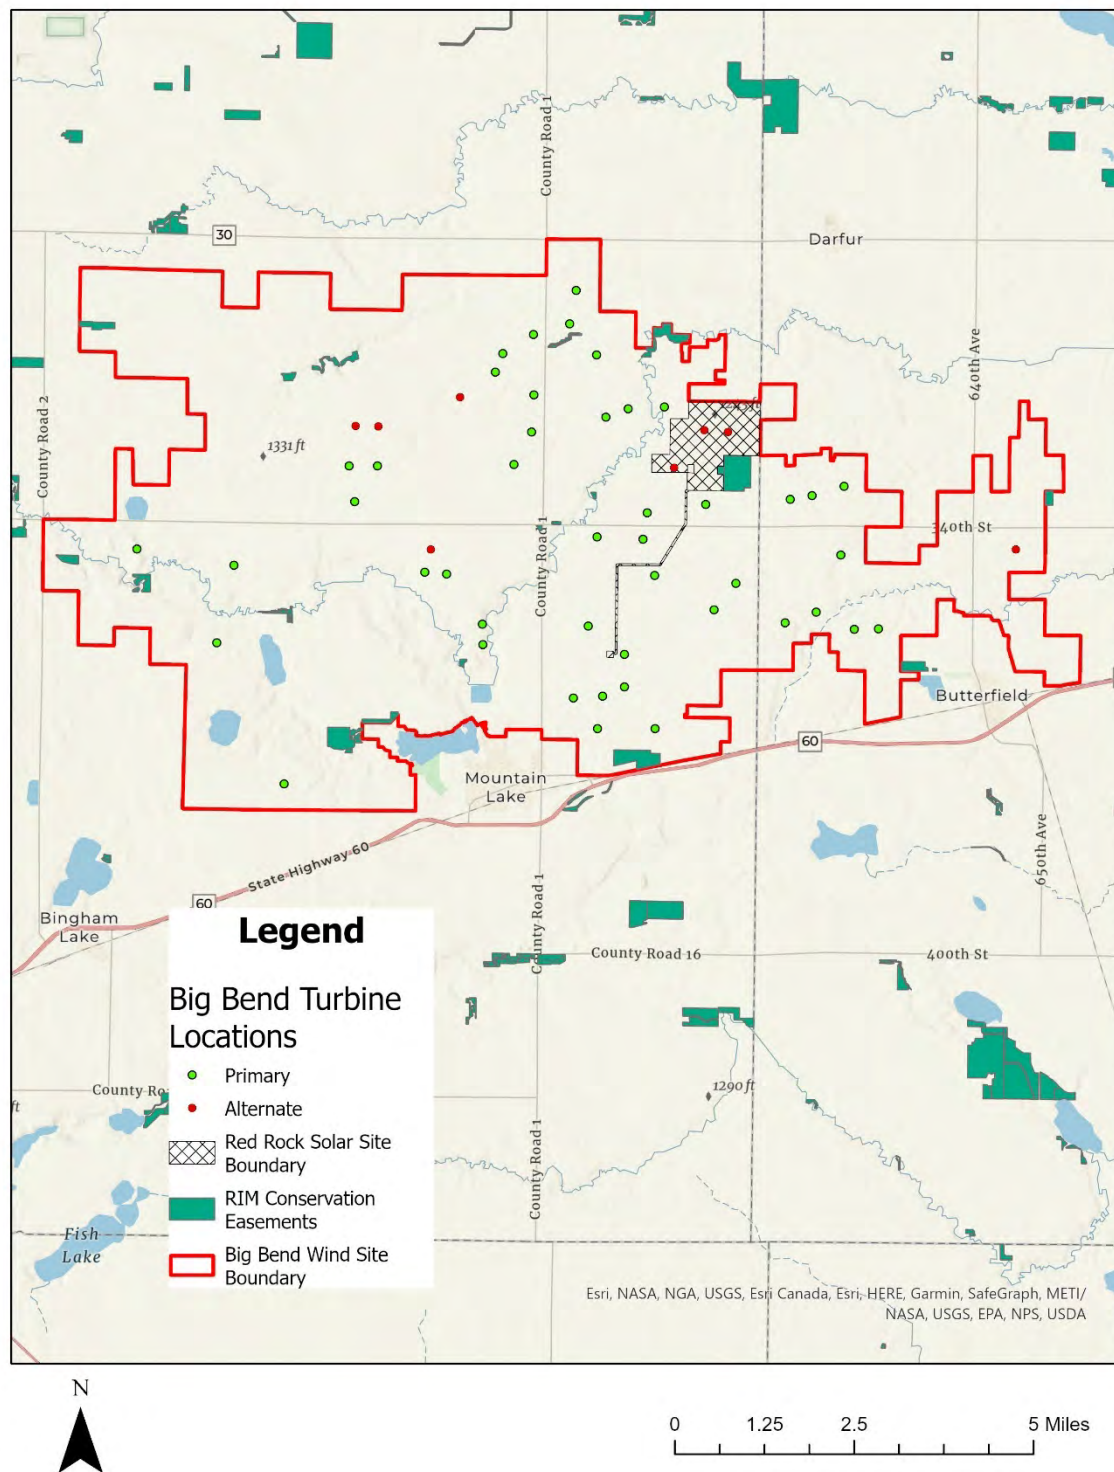 County Road 1
30
Darfur
640th Ave
County Road 2
1331 ft
340th St
County Road 1
Butterfield
60
Mountain
Lake
State Highway 60
650th Ave
60
Bingham
Lake
County Road 1
County Road 16
400th St
Legend
Big Bend Turbine
Locations
Primary
Alternate
Red Rock Solar Site
Boundary
RIM Conservation
Easements
Big Bend Wind Site
Boundary
County Ro
ft
1290 ft
County Road 1
Fish
Lake
Esri, NASA, NGA, USGS, Esri Canada, Esri, HERE, Garmin, SafeGraph, METI/
NASA, USGS, EPA, NPS, USDA
N
0 1.25 2.5 5 Miles